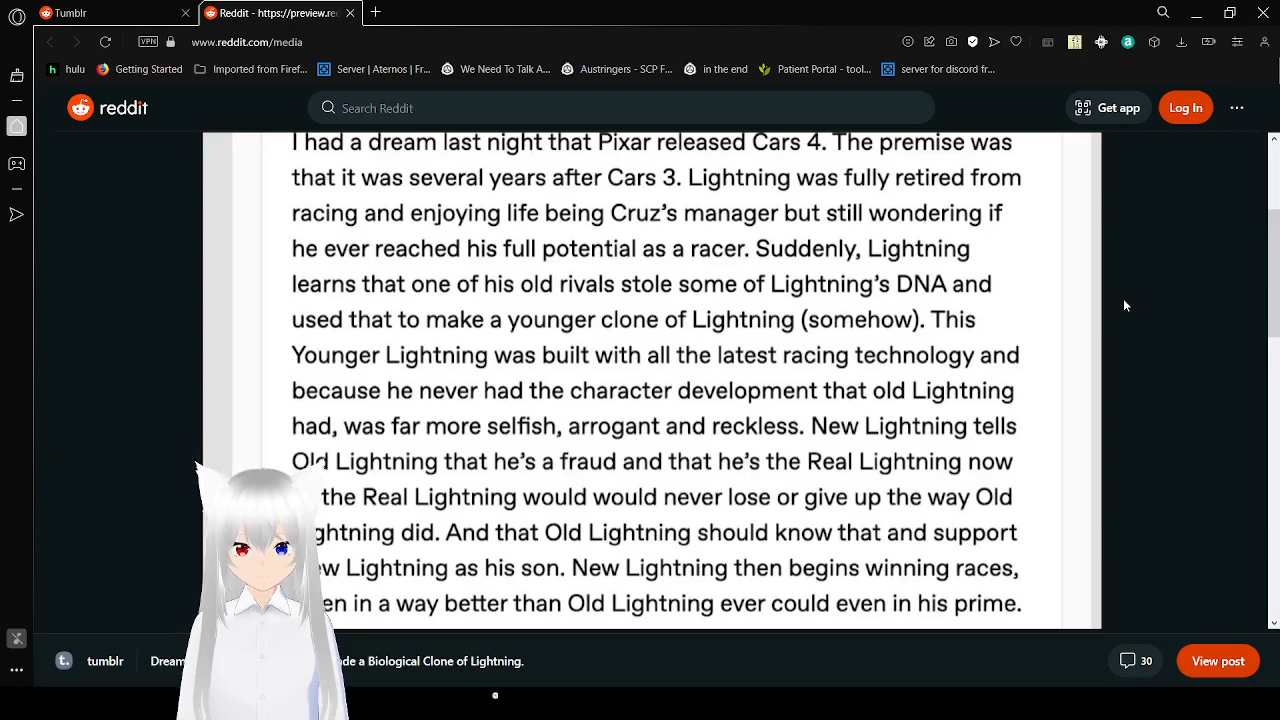 Tumblr
Reddit - https://preview.red
www.reddit.com/media
VPN
hulu
Getting Started
Imported from Firef...
Server | Aternos | Fr...
We Need To Talk A...
Austringers - SCP F...
in the end
Patient Portal - tool...
server for discord fr...
reddit
Search Reddit
Get app
Log In
I had a dream last night that Pixar released Cars 4. The premise was
that it was several years after Cars 3. Lightning was fully retired from
racing and enjoying life being Cruz's manager but still wondering if
he ever reached his full potential as a racer. Suddenly, Lightning
learns that one of his old rivals stole some of Lightning's DNA and
used that to make a younger clone of Lightning (somehow). This
Younger Lightning was built with all the latest racing technology and
because he never had the character development that old Lightning
had, was far more selfish, arrogant and reckless. New Lightning tells
Old Lightning that he's a fraud and that he's the Real Lightning now
the Real Lightning would would never lose or give up the way Old
ghtning did. And that Old Lightning should know that and support
ew Lightning as his son. New Lightning then begins winning races,
en in a way better than Old Lightning ever could even in his prime.
tumblr
Dream
de a Biological Clone of Lightning.
30
View post